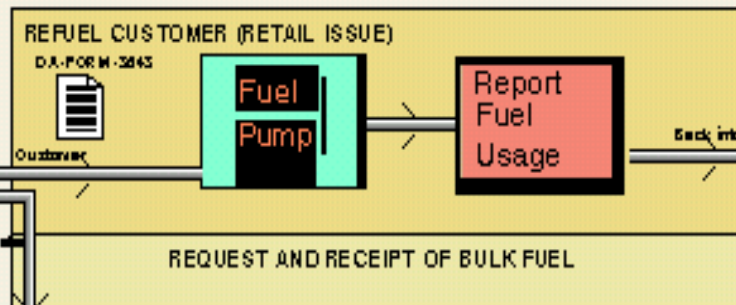 REFUEL CUSTOMER (RETAIL ISSUE)
DA-FORM-3643
Fuel
Pump
Report
Fuel
Usage
Customer
REQUEST AND RECEIPT OF BULK FUEL